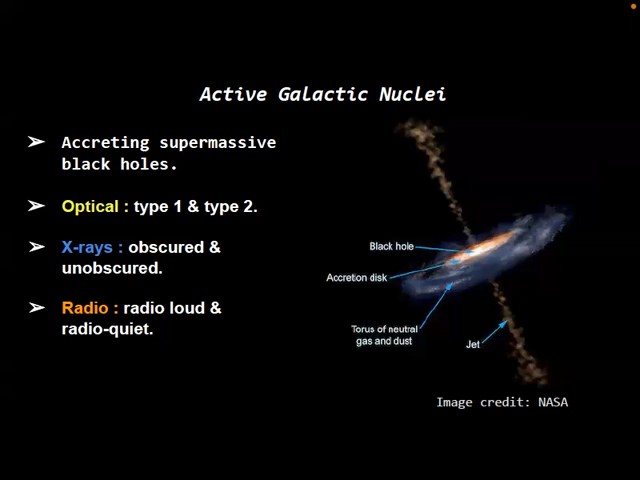 Active Galactic Nuclei
➢ Accreting supermassive
black holes.
➢ Optical : type 1 & type 2.
➢ X-rays : obscured &
unobscured.
➢ Radio : radio loud &
radio-quiet.
Black hole
Accretion disk
Torus of neutral
gas and dust
Jet
Image credit: NASA